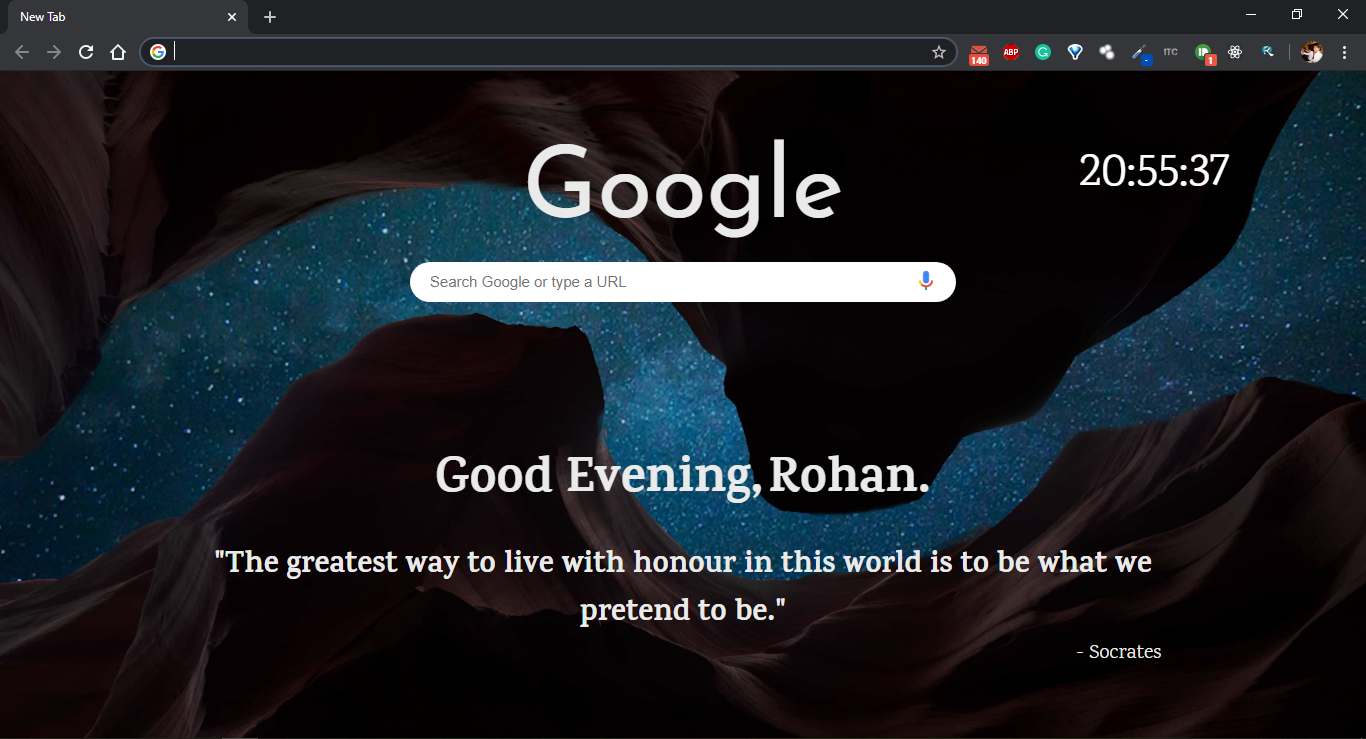 New Tab
140
ABP
ITC
1
Google
20:55:37
Search Google or type a URL
Good Evening, Rohan.
"The greatest way to live with honour in this world is to be what we
pretend to be."
- Socrates